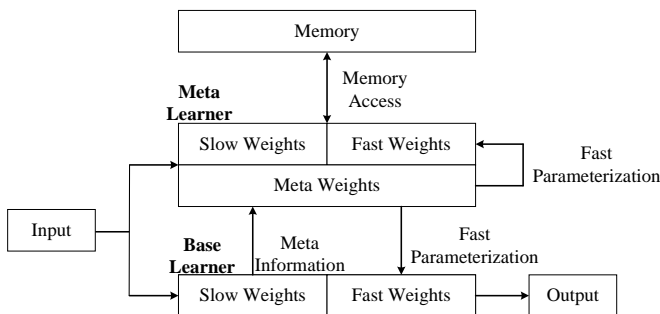 Memory
Memory
Access
Meta
Learner
Slow Weights
Fast Weights
Meta Weights
Fast
Parameterization
Input
Base
Learner
Meta
Information
Fast
Parameterization
Slow Weights
Fast Weights
Output